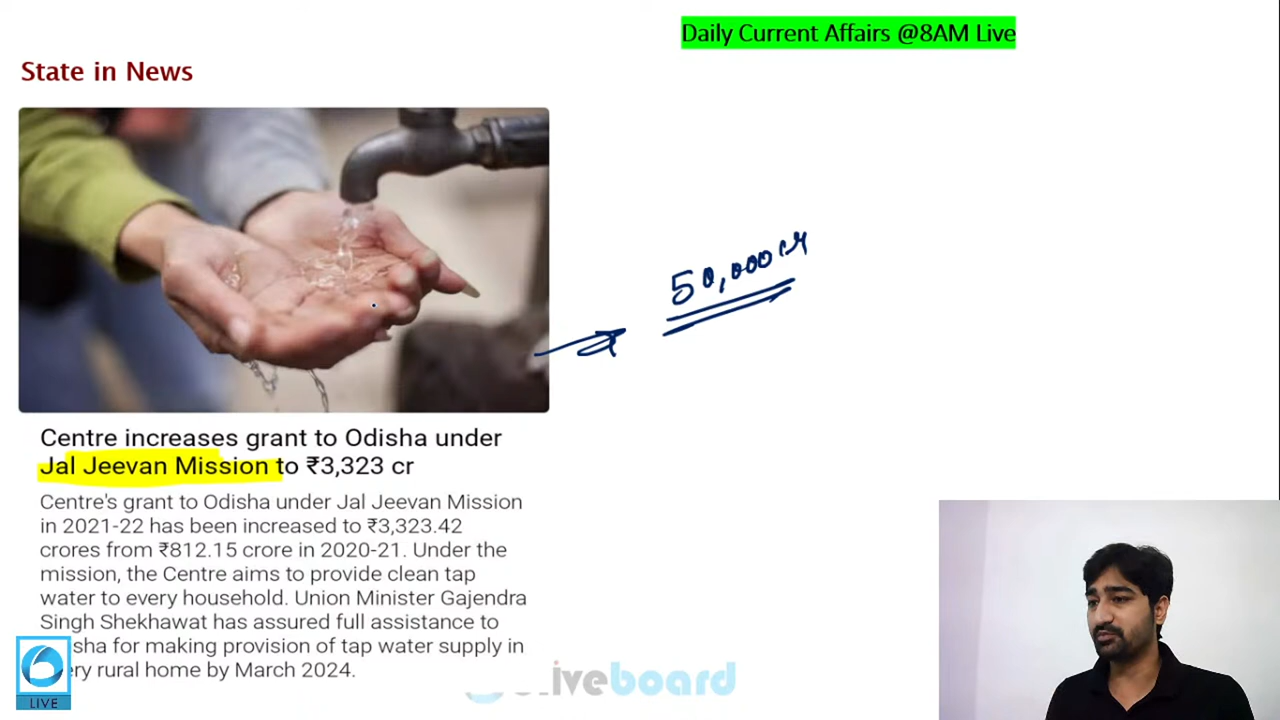 Daily Current Affairs @8AM Live
State in News
50,000 cr
Centre increases grant to Odisha under
Jal Jeevan Mission to ₹3,323 cr
Centre's grant to Odisha under Jal Jeevan Mission
in 2021-22 has been increased to ₹3,323.42
crores from ₹812.15 crore in 2020-21. Under the
mission, the Centre aims to provide clean tap
water to every household. Union Minister Gajendra
Singh Shekhawat has assured full assistance to
for making provision of tap water supply in
rural home by March 2024.
LIVE